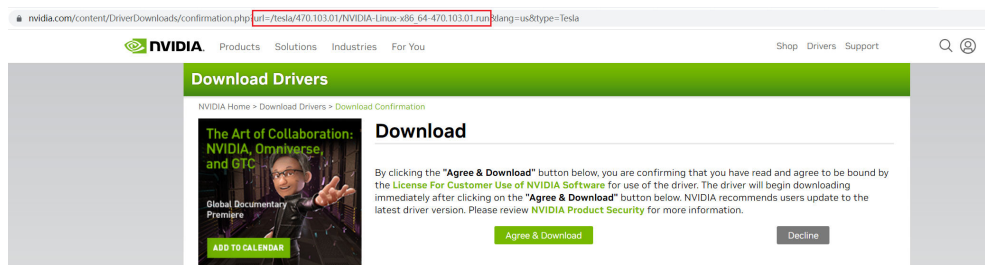 nvidia.com/content/DriverDownloads/confirmation.php?url=/tesla/470.103.01/NVIDIA-Linux-x86_64-470.103.01.run&lang=us&type=Tesla
NVIDIA. Products Solutions Industries For You Shop Drivers Support
Download Drivers
NVIDIA Home > Download Drivers > Download Confirmation
The Art of Collaboration:
NVIDIA, Omniverse,
and GTC
Global Documentary
Premiere
ADD TO CALENDAR
Download
By clicking the "Agree & Download" button below, you are confirming that you have read and agree to be bound by
the License For Customer Use of NVIDIA Software for use of the driver. The driver will begin downloading
immediately after clicking on the "Agree & Download" button below. NVIDIA recommends users update to the
latest driver version. Please review NVIDIA Product Security for more information.
Agree & Download Decline